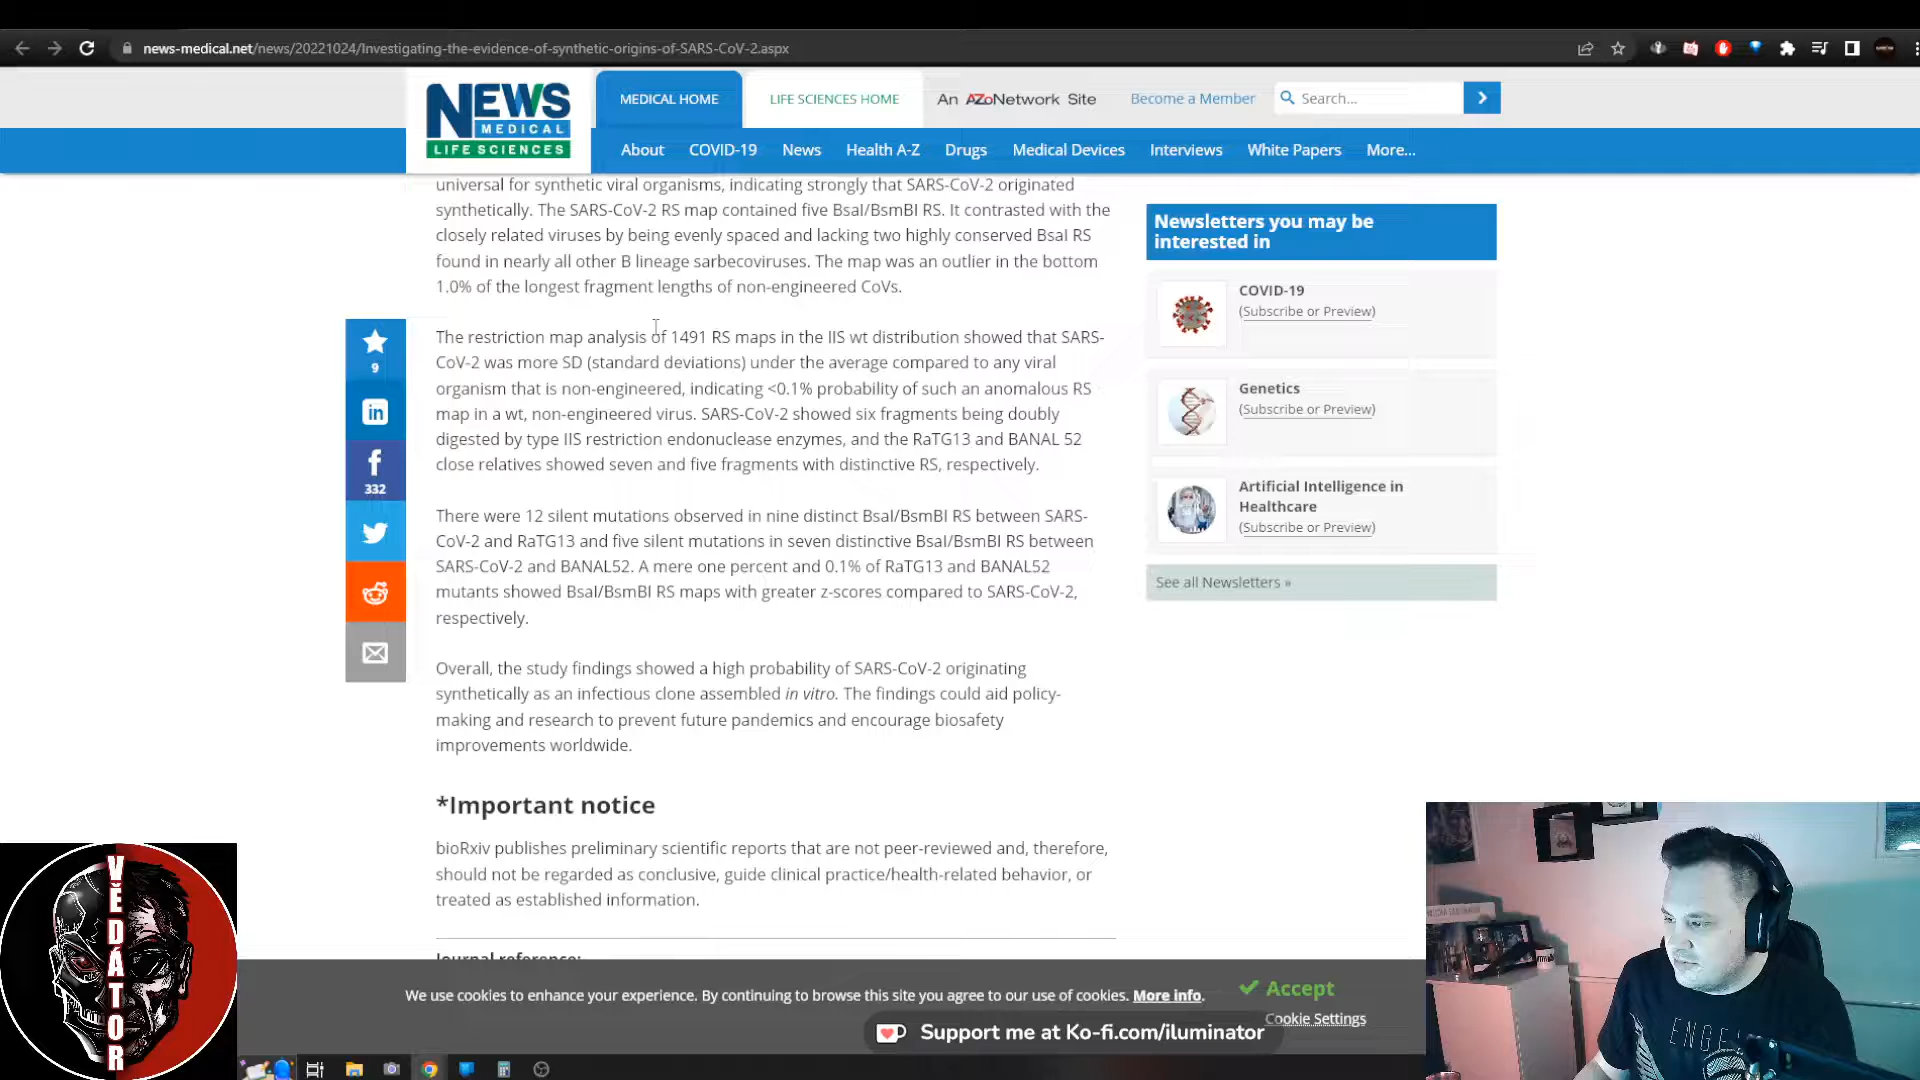 news-medical.net/news/20221024/Investigating-the-evidence-of-synthetic-origins-of-SARS-CoV-2.aspx
NEWS
MEDICAL
LIFE SCIENCES
MEDICAL HOME
LIFE SCIENCES HOME
An AZoNetwork Site
Become a Member
Search...
About
COVID-19
News
Health A-Z
Drugs
Medical Devices
Interviews
White Papers
More...
universal for synthetic viral organisms, indicating strongly that SARS-CoV-2 originated
synthetically. The SARS-CoV-2 RS map contained five BsaI/BsmBI RS. It contrasted with the
closely related viruses by being evenly spaced and lacking two highly conserved BsaI RS
found in nearly all other B lineage sarbecoviruses. The map was an outlier in the bottom
1.0% of the longest fragment lengths of non-engineered CoVs.
The restriction map analysis of 1491 RS maps in the IIS wt distribution showed that SARS-
CoV-2 was more SD (standard deviations) under the average compared to any viral
organism that is non-engineered, indicating <0.1% probability of such an anomalous RS
map in a wt, non-engineered virus. SARS-CoV-2 showed six fragments being doubly
digested by type IIS restriction endonuclease enzymes, and the RaTG13 and BANAL 52
close relatives showed seven and five fragments with distinctive RS, respectively.
There were 12 silent mutations observed in nine distinct BsaI/BsmBI RS between SARS-
CoV-2 and RaTG13 and five silent mutations in seven distinctive BsaI/BsmBI RS between
SARS-CoV-2 and BANAL52. A mere one percent and 0.1% of RaTG13 and BANAL52
mutants showed BsaI/BsmBI RS maps with greater z-scores compared to SARS-CoV-2,
respectively.
Overall, the study findings showed a high probability of SARS-CoV-2 originating
synthetically as an infectious clone assembled in vitro. The findings could aid policy-
making and research to prevent future pandemics and encourage biosafety
improvements worldwide.
*Important notice
bioRxiv publishes preliminary scientific reports that are not peer-reviewed and, therefore,
should not be regarded as conclusive, guide clinical practice/health-related behavior, or
treated as established information.
Journal reference:
9
in
332
Newsletters you may be
interested in
COVID-19
(Subscribe or Preview)
Genetics
(Subscribe or Preview)
Artificial Intelligence in
Healthcare
(Subscribe or Preview)
See all Newsletters »
We use cookies to enhance your experience. By continuing to browse this site you agree to our use of cookies. More info.
Accept
Cookie Settings
Support me at Ko-fi.com/iluminator
VĚDÁTOR